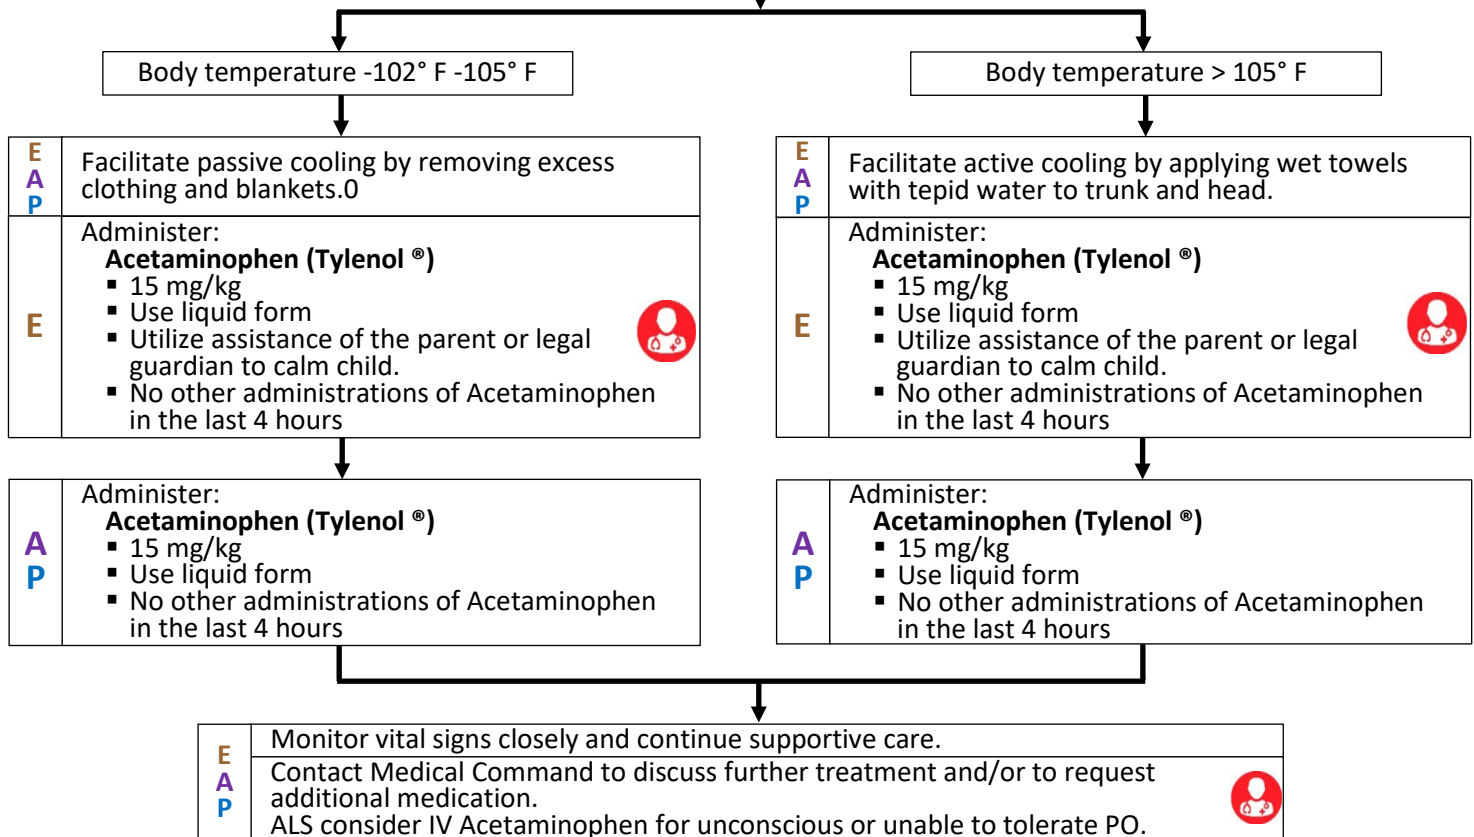 Body temperature -102° F -105° F
Body temperature > 105° F
E
A
P
Facilitate passive cooling by removing excess
clothing and blankets.0
E
Administer:
Acetaminophen (Tylenol ®)
▪ 15 mg/kg
▪ Use liquid form
▪ Utilize assistance of the parent or legal
guardian to calm child.
▪ No other administrations of Acetaminophen
in the last 4 hours
A
P
Administer:
Acetaminophen (Tylenol ®)
▪ 15 mg/kg
▪ Use liquid form
▪ No other administrations of Acetaminophen
in the last 4 hours
E
A
P
Facilitate active cooling by applying wet towels
with tepid water to trunk and head.
E
Administer:
Acetaminophen (Tylenol ®)
▪ 15 mg/kg
▪ Use liquid form
▪ Utilize assistance of the parent or legal
guardian to calm child.
▪ No other administrations of Acetaminophen
in the last 4 hours
A
P
Administer:
Acetaminophen (Tylenol ®)
▪ 15 mg/kg
▪ Use liquid form
▪ No other administrations of Acetaminophen
in the last 4 hours
E
A
P
Monitor vital signs closely and continue supportive care.
Contact Medical Command to discuss further treatment and/or to request
additional medication.
ALS consider IV Acetaminophen for unconscious or unable to tolerate PO.